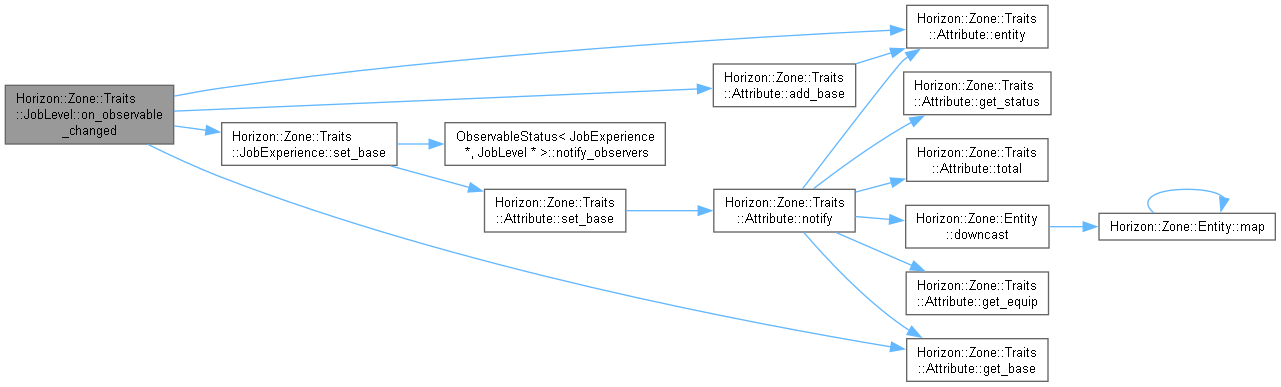 Horizon::Zone::Traits
::JobLevel::on_observable
_changed
Horizon::Zone::Traits
::Attribute::entity
Horizon::Zone::Traits
::Attribute::add_base
Horizon::Zone::Traits
::JobExperience::set_base
ObservableStatus< JobExperience
*, JobLevel * >::notify_observers
Horizon::Zone::Traits
::Attribute::set_base
Horizon::Zone::Traits
::Attribute::notify
Horizon::Zone::Traits
::Attribute::get_status
Horizon::Zone::Traits
::Attribute::total
Horizon::Zone::Entity
::downcast
Horizon::Zone::Entity::map
Horizon::Zone::Traits
::Attribute::get_equip
Horizon::Zone::Traits
::Attribute::get_base